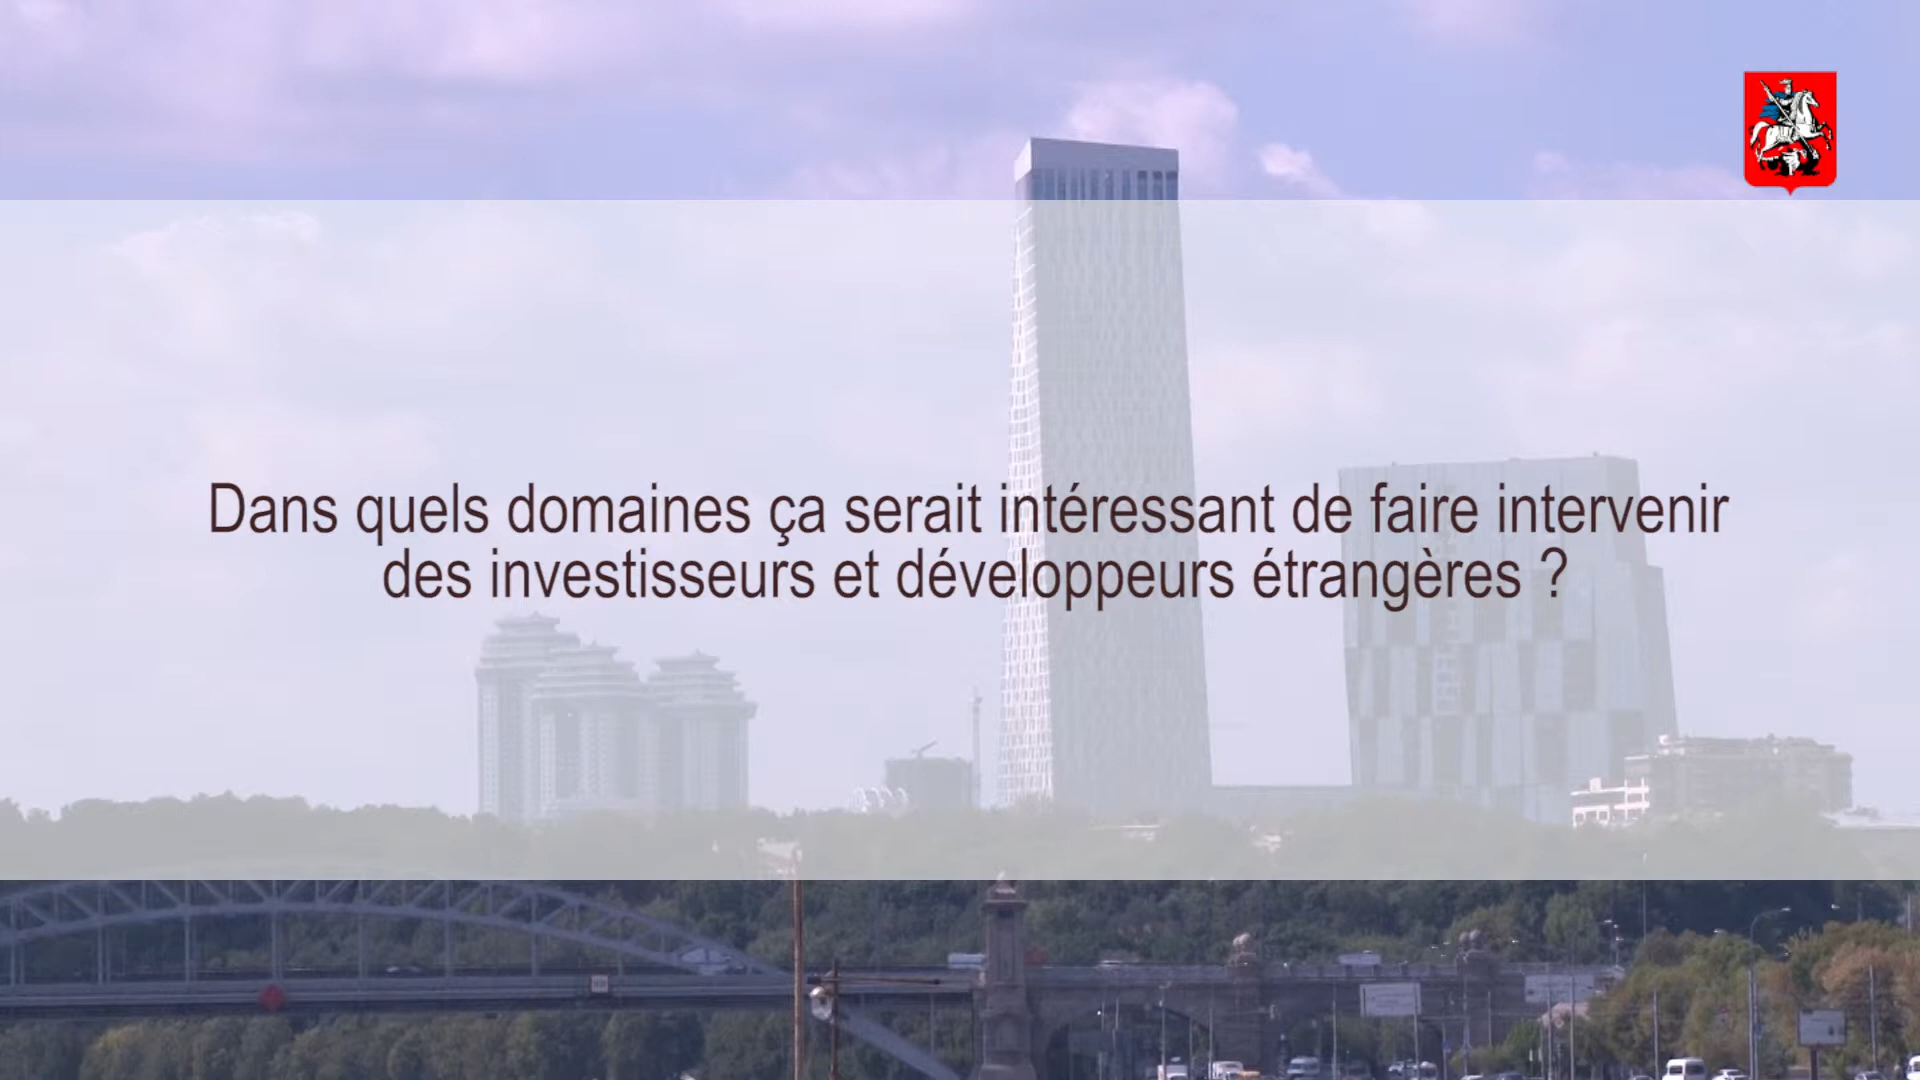 Dans quels domaines ça serait intéressant de faire intervenir
des investisseurs et développeurs étrangères ?